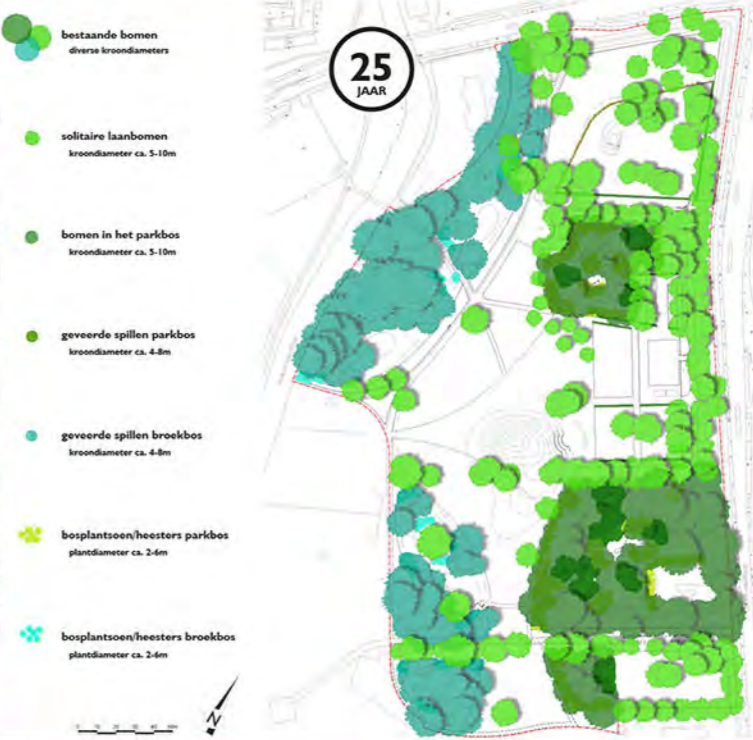 bestaande bomen
diverse kroondiameters
25
JAAR
solitaire laanbomen
kroondiameter ca. 5-10m
bomen in het parkbos
kroondiameter ca. 5-10m
geveerde spillen parkbos
kroondiameter ca. 4-8m
geveerde spillen broekbos
kroondiameter ca. 4-8m
bosplantsoen/heesters parkbos
plantdiameter ca. 2-6m
bosplantsoen/heesters broekbos
plantdiameter ca. 2-6m
N